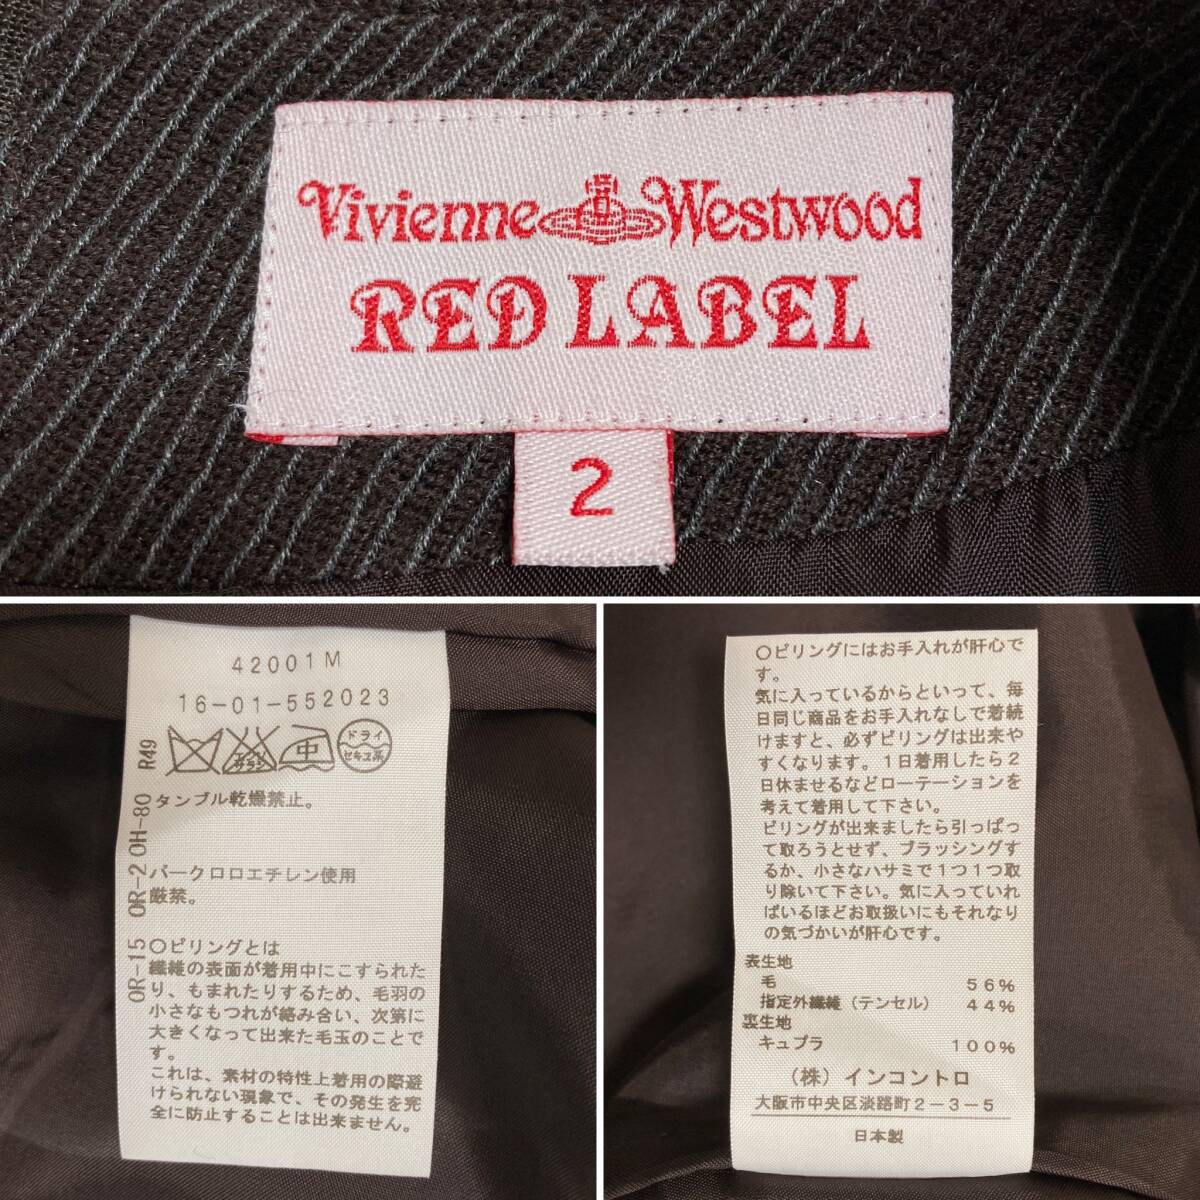 Vivienne Westwood
RED LABEL
2
42001M
16-01-552023
エンソ
サラシ
中
ドライ
セキユ系
タンブル乾燥禁止。
パークロロエチレン使用
厳禁。
〇ピリングとは
繊維の表面が着用中にこすられた
り、もまれたりするため、毛羽の
小さなもつれが絡み合い、次第に
大きくなって出来た毛玉のことで
す。
これは、素材の特性上着用の際避
けられない現象で、その発生を完
全に防止することは出来ません。
OR-15 OR-2 OH-80 R49
〇ピリングにはお手入れが肝心で
す。
気に入っているからといって、毎
日同じ商品をお手入れなしで着続
けますと、必ずピリングは出来や
すくなります。1日着用したら2
日休ませるなどローテーションを
考えて着用して下さい。
ピリングが出来ましたら引っぱっ
て取ろうとせず、ブラッシングす
るか、小さなハサミで1つ1つ取
り除いて下さい。気に入っていれ
ばいるほどお取扱いにもそれなり
の気づかいが肝心です。
表生地
毛 56%
指定外繊維（テンセル） 44%
裏生地
キュプラ 100%
（株）インコントロ
大阪市中央区淡路町2-3-5
日本製